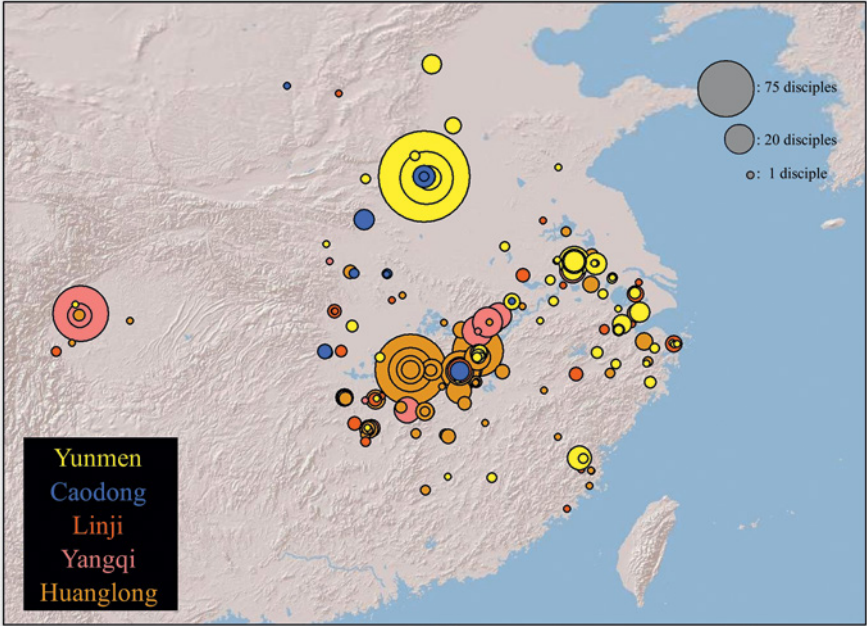 : 75 disciples
: 20 disciples
: 1 disciple
Yunmen
Caodong
Linji
Yangqi
Huanglong